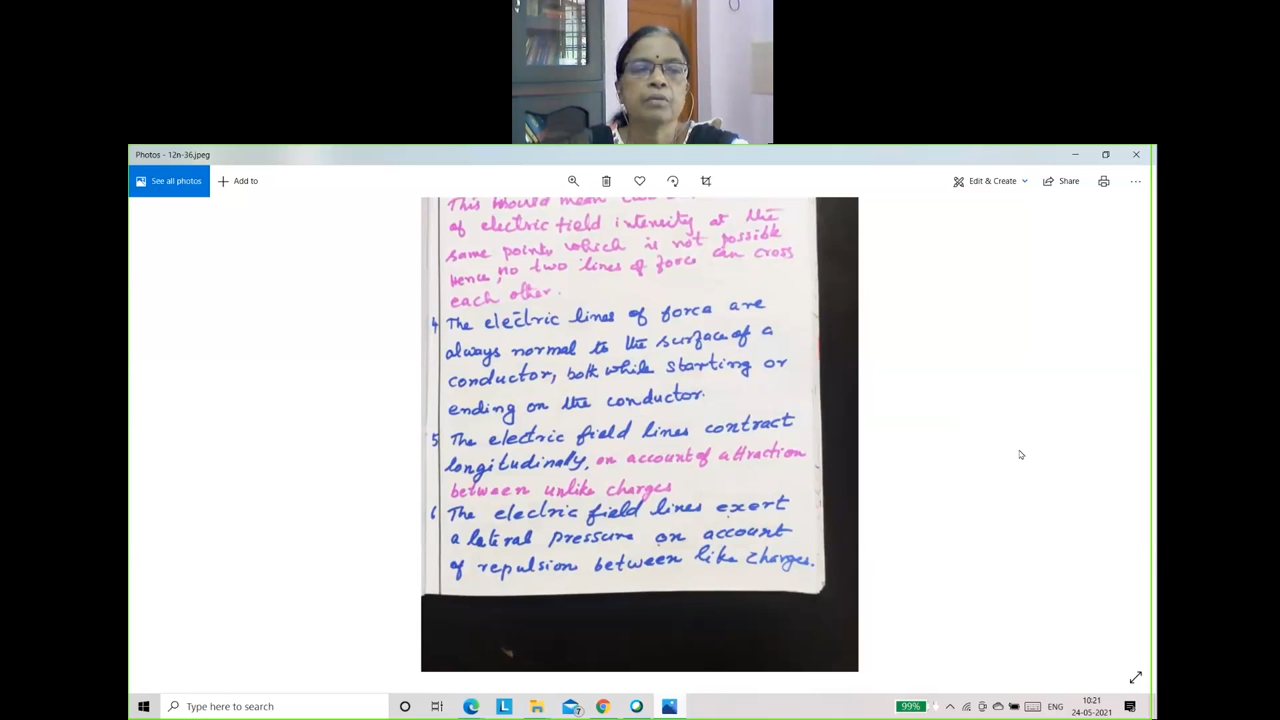 Photos - 12n-36.jpeg
See all photos
Add to
Edit & Create
Share
This would mean
of electric field intensity at the
same point, which is not possible
Hence, no two lines of force can cross
each other.
4 The electric lines of force are
always normal to the surface of a
conductor, both while starting or
ending on the conductor.
5 The electric field lines contract
longitudinally, on account of attraction
between unlike charges
6 The electric field lines exert
a lateral pressure on account
of repulsion between like charges.
Type here to search
L
7
99%
ENG
10:21
24-05-2021